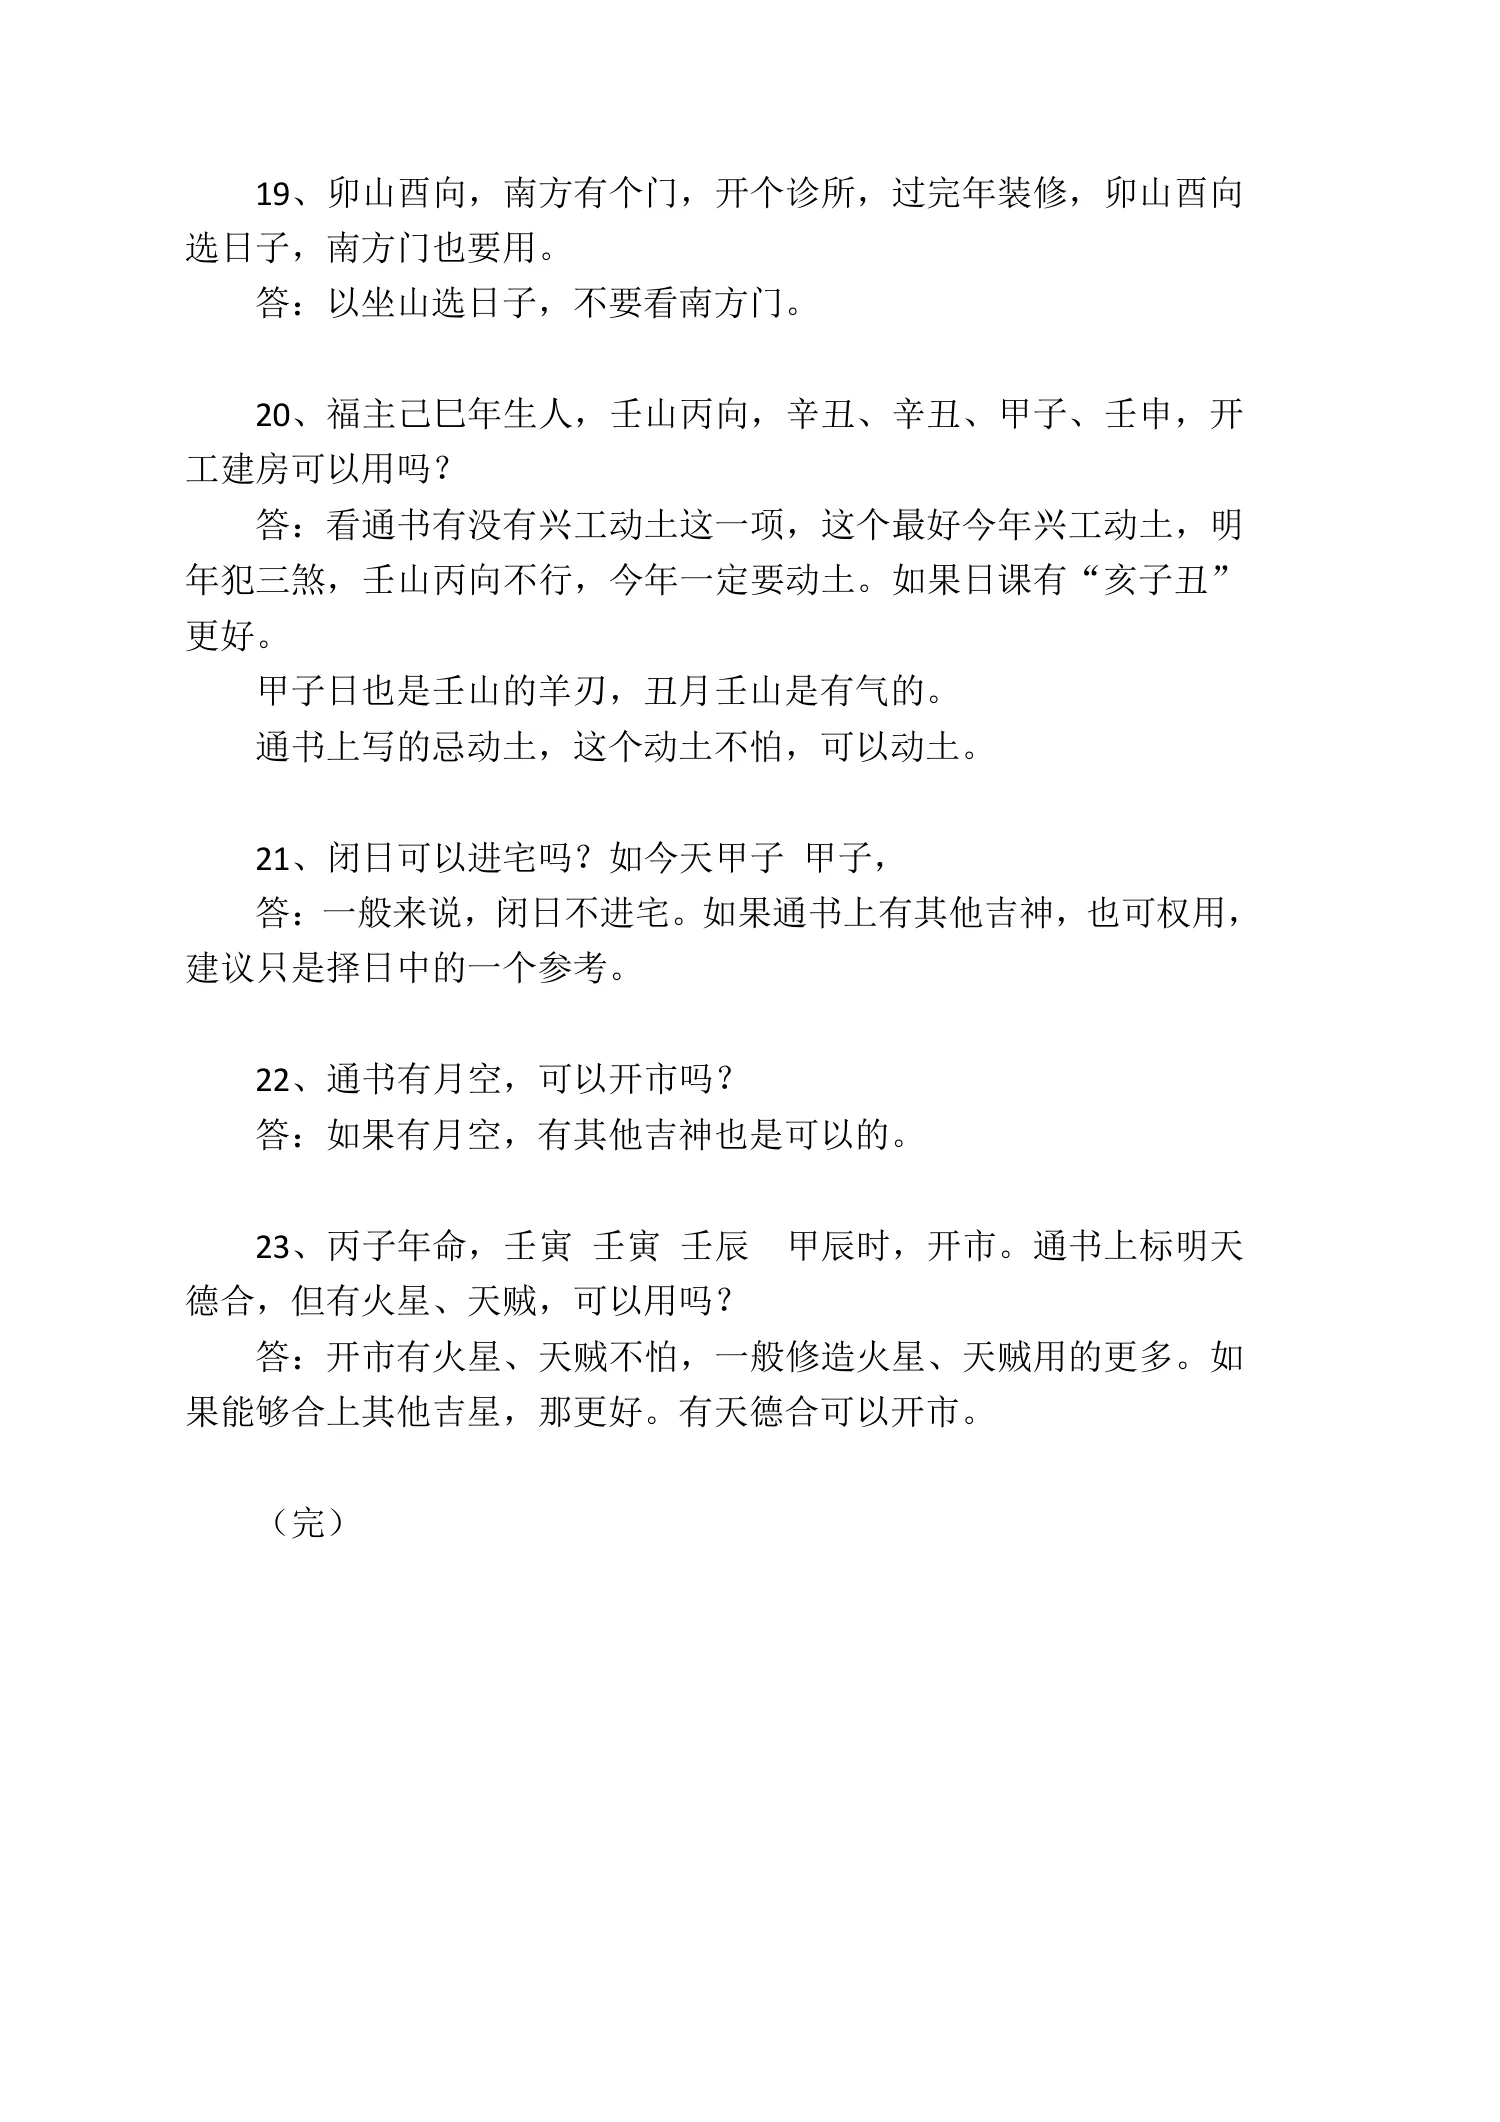 19、卯山酉向，南方有个门，开个诊所，过完年装修，卯山酉向
选日子，南方门也要用。
答：以坐山选日子，不要看南方门。
20、福主己巳年生人，壬山丙向，辛丑、辛丑、甲子、壬申，开
工建房可以用吗？
答：看通书有没有兴工动土这一项，这个最好今年兴工动土，明
年犯三煞，壬山丙向不行，今年一定要动土。如果日课有“亥子丑”
更好。
甲子日也是壬山的羊刃，丑月壬山是有气的。
通书上写的忌动土，这个动土不怕，可以动土。
21、闭日可以进宅吗？如今天甲子 甲子，
答：一般来说，闭日不进宅。如果通书上有其他吉神，也可权用，
建议只是择日中的一个参考。
22、通书有月空，可以开市吗？
答：如果有月空，有其他吉神也是可以的。
23、丙子年命，壬寅 壬寅 壬辰  甲辰时，开市。通书上标明天
德合，但有火星、天贼，可以用吗？
答：开市有火星、天贼不怕，一般修造火星、天贼用的更多。如
果能够合上其他吉星，那更好。有天德合可以开市。
（完）